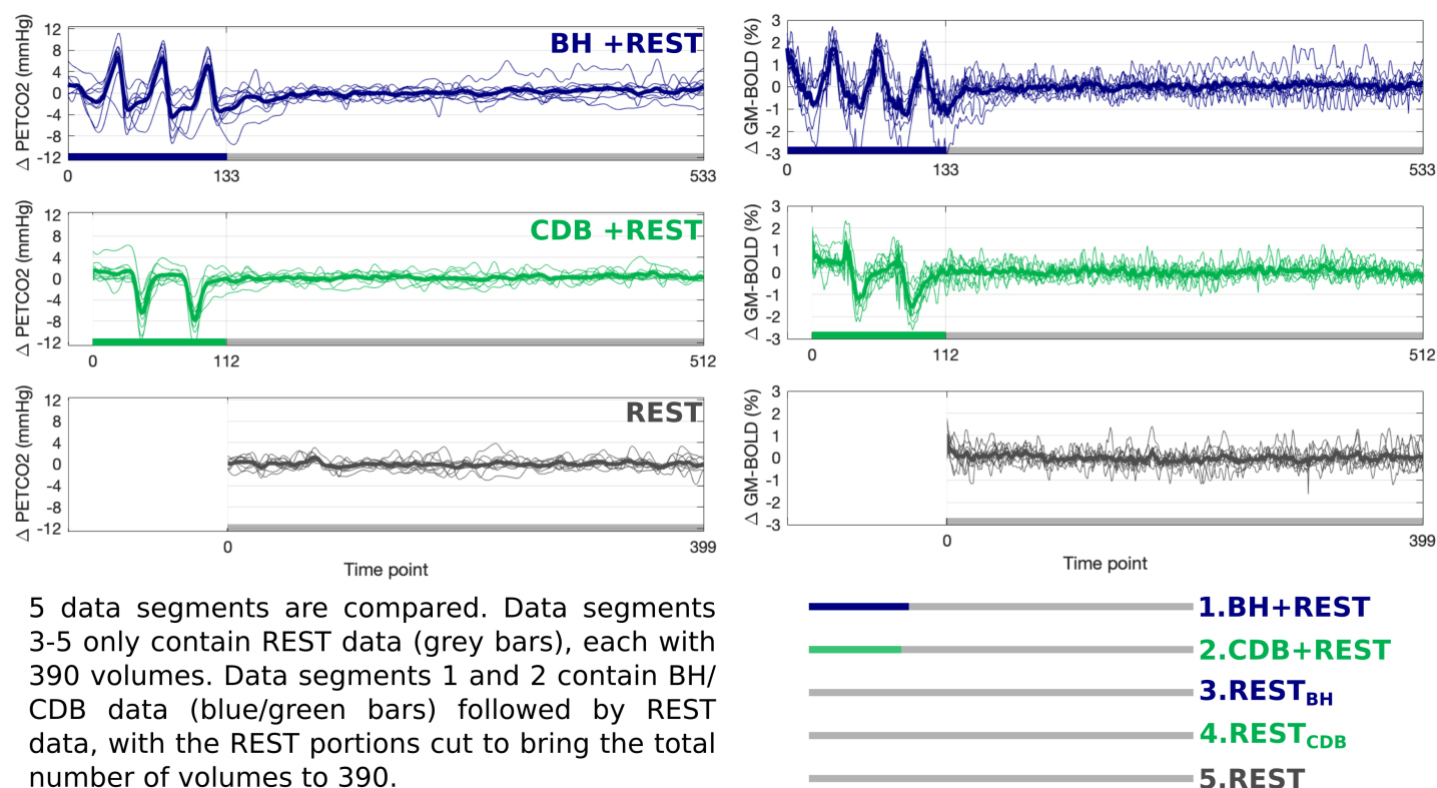 Δ PETCO2 (mmHg)
12
8
4
0
-4
-8
-12
BH +REST
0
133
533
Δ GM-BOLD (%)
3
2
1
0
-1
-2
-3
0
133
533
Δ PETCO2 (mmHg)
12
8
4
0
-4
-8
-12
CDB +REST
0
112
512
Δ GM-BOLD (%)
3
2
1
0
-1
-2
-3
0
112
512
Δ PETCO2 (mmHg)
12
8
4
0
-4
-8
-12
REST
0
399
Time point
Δ GM-BOLD (%)
3
2
1
0
-1
-2
-3
0
399
Time point
5 data segments are compared. Data segments
3-5 only contain REST data (grey bars), each with
390 volumes. Data segments 1 and 2 contain BH/
CDB data (blue/green bars) followed by REST
data, with the REST portions cut to bring the total
number of volumes to 390.
1.BH+REST
2.CDB+REST
3.REST BH
4.REST CDB
5.REST